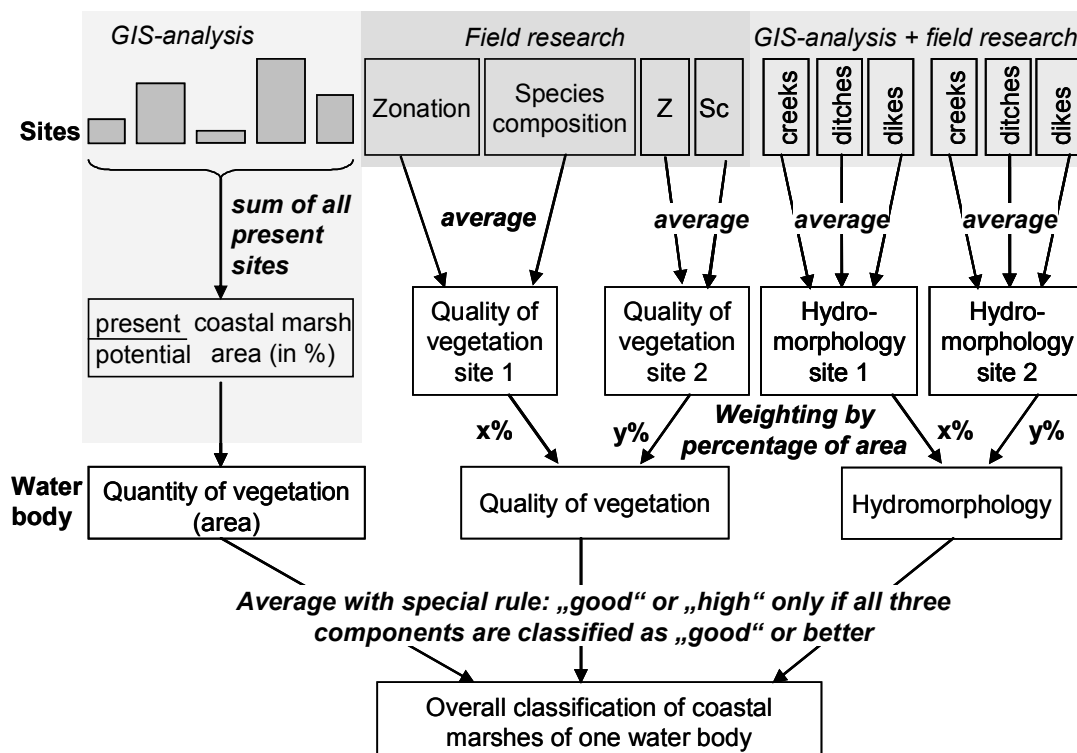 GIS-analysis
Field research
GIS-analysis + field research
Sites
Zonation
Species
composition
Z
Sc
creeks
ditches
dikes
creeks
ditches
dikes
sum of all
present
sites
average
average
average
average
present
potential
coastal marsh
area (in %)
Quality of
vegetation
site 1
Quality of
vegetation
site 2
Hydro-
morphology
site 1
Hydro-
morphology
site 2
x%
y%
Weighting by
percentage of area
x%
y%
Water
body
Quantity of vegetation
(area)
Quality of vegetation
Hydromorphology
Average with special rule: „good“ or „high“ only if all three
components are classified as „good“ or better
Overall classification of coastal
marshes of one water body